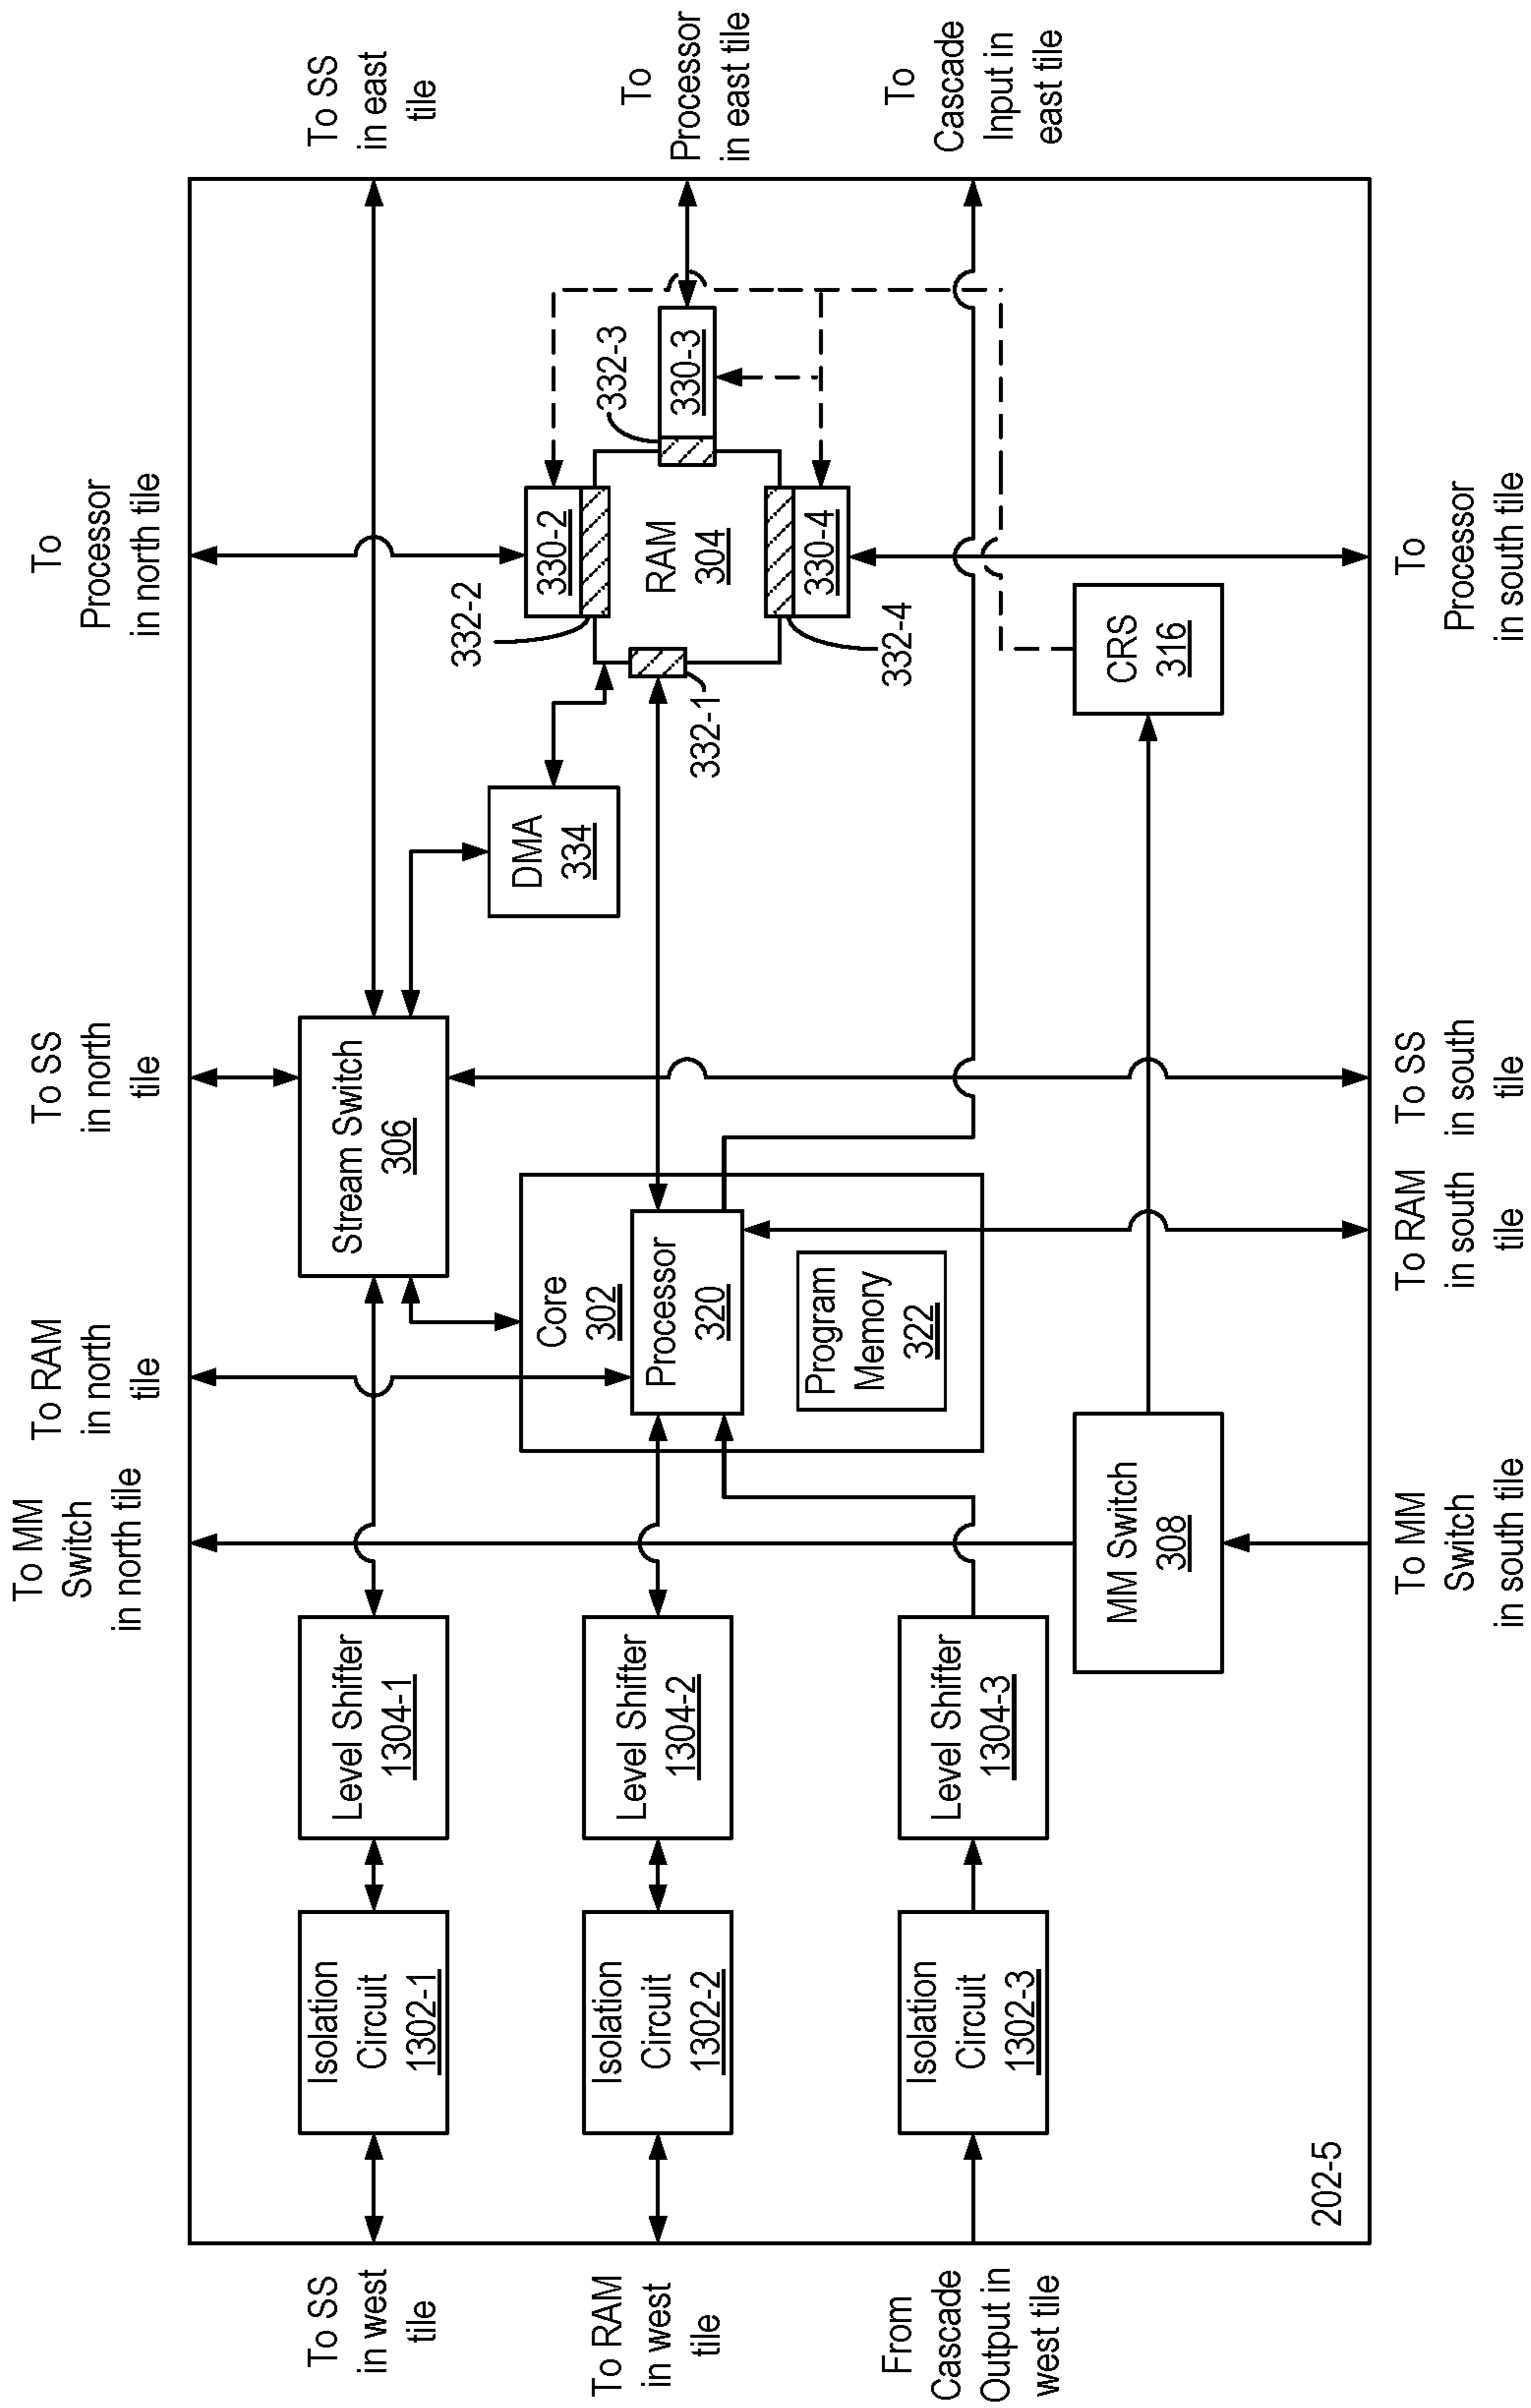 To MM
Switch
in north tile
To RAM
in north
tile
To SS
in north
tile
To
Processor
in north tile
To SS
in west
tile
Isolation
Circuit
1302-1
Level Shifter
1304-1
Stream Switch
306
To SS
in east
tile
DMA
334
332-2
330-2
332-3
330-3
RAM
304
332-1
330-4
332-4
To
Processor
in east tile
To RAM
in west
tile
Isolation
Circuit
1302-2
Level Shifter
1304-2
Core
302
Processor
320
Program
Memory
322
From
Cascade
Output in
west tile
Isolation
Circuit
1302-3
Level Shifter
1304-3
To
Cascade
Input in
east tile
MM Switch
308
CRS
316
202-5
To MM
Switch
in south tile
To RAM
in south
tile
To SS
in south
tile
To
Processor
in south tile